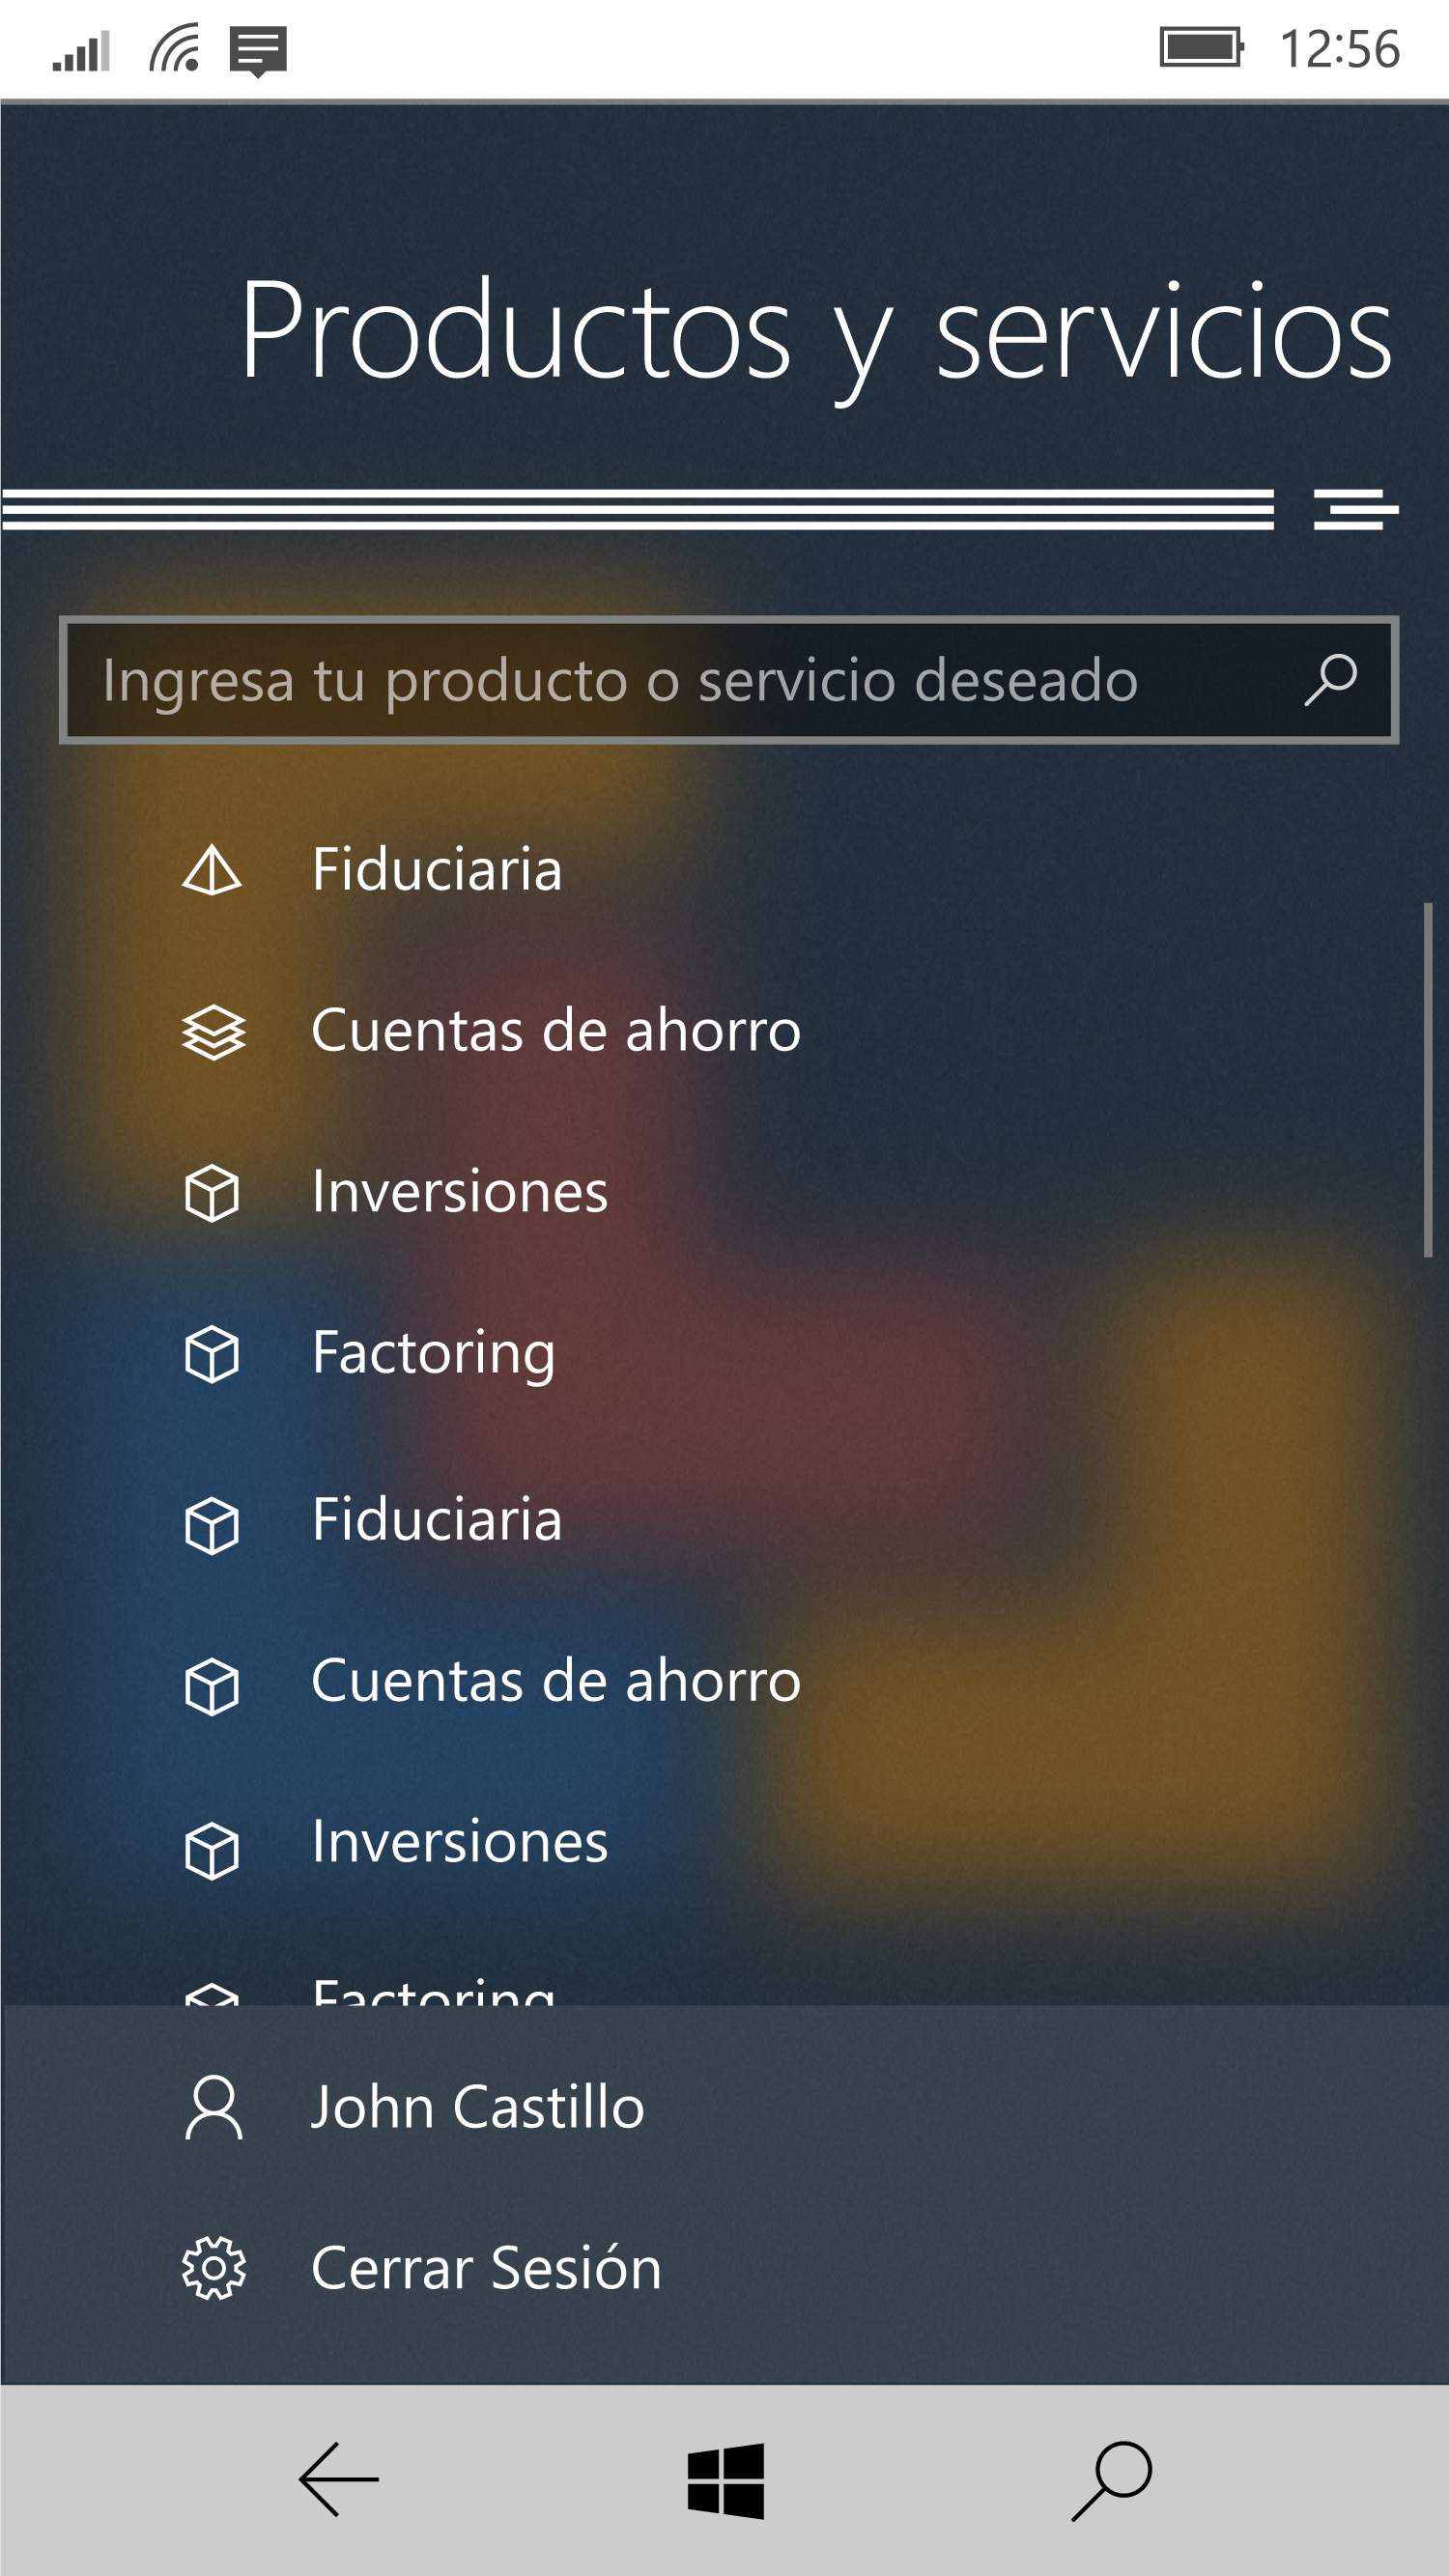 12:56
Productos y servicios
Ingresa tu producto o servicio deseado
Fiduciaria
Cuentas de ahorro
Inversiones
Factoring
Fiduciaria
Cuentas de ahorro
Inversiones
Factoring
John Castillo
Cerrar Sesión